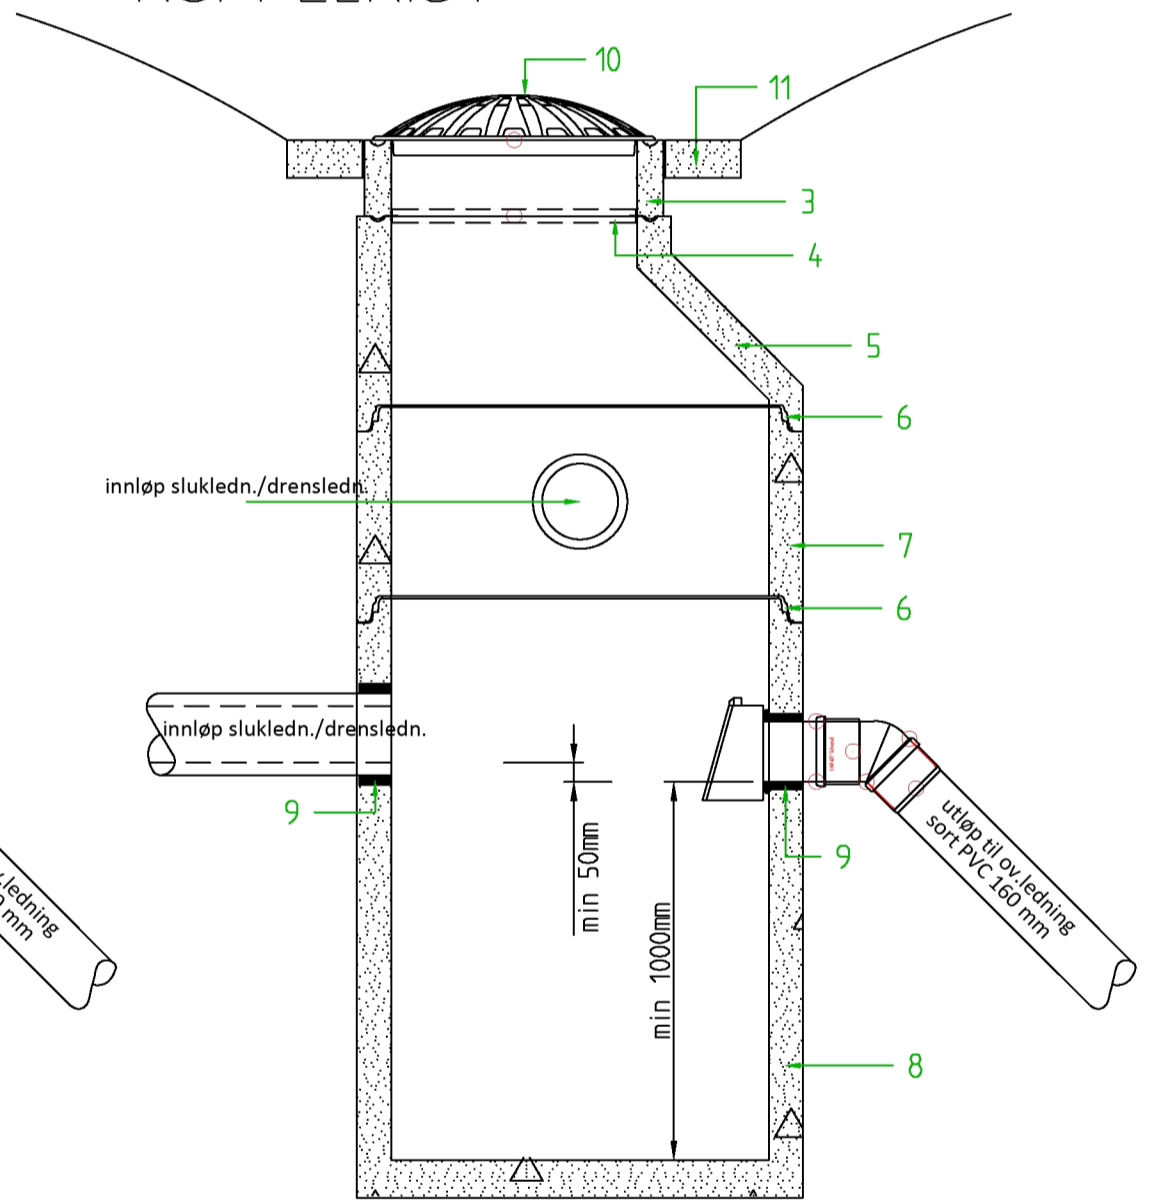 10
11
3
4
5
6
innløp slukledn./drensledn.
7
6
innløp slukledn./drensledn.
9
min 50mm
9
min 1000mm
utløp til ov.ledning
sort PVC 160 mm
ledning
mm
8